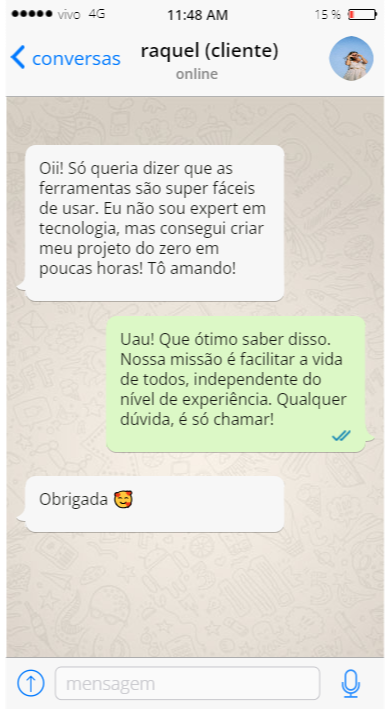 vivo 4G 11:48 AM 15 %
conversas raquel (cliente)
online
Oii! Só queria dizer que as
ferramentas são super fáceis
de usar. Eu não sou expert em
tecnologia, mas consegui criar
meu projeto do zero em
poucas horas! Tô amando!
Uau! Que ótimo saber disso.
Nossa missão é facilitar a vida
de todos, independente do
nível de experiência. Qualquer
dúvida, é só chamar!
Obrigada 🥰
mensagem